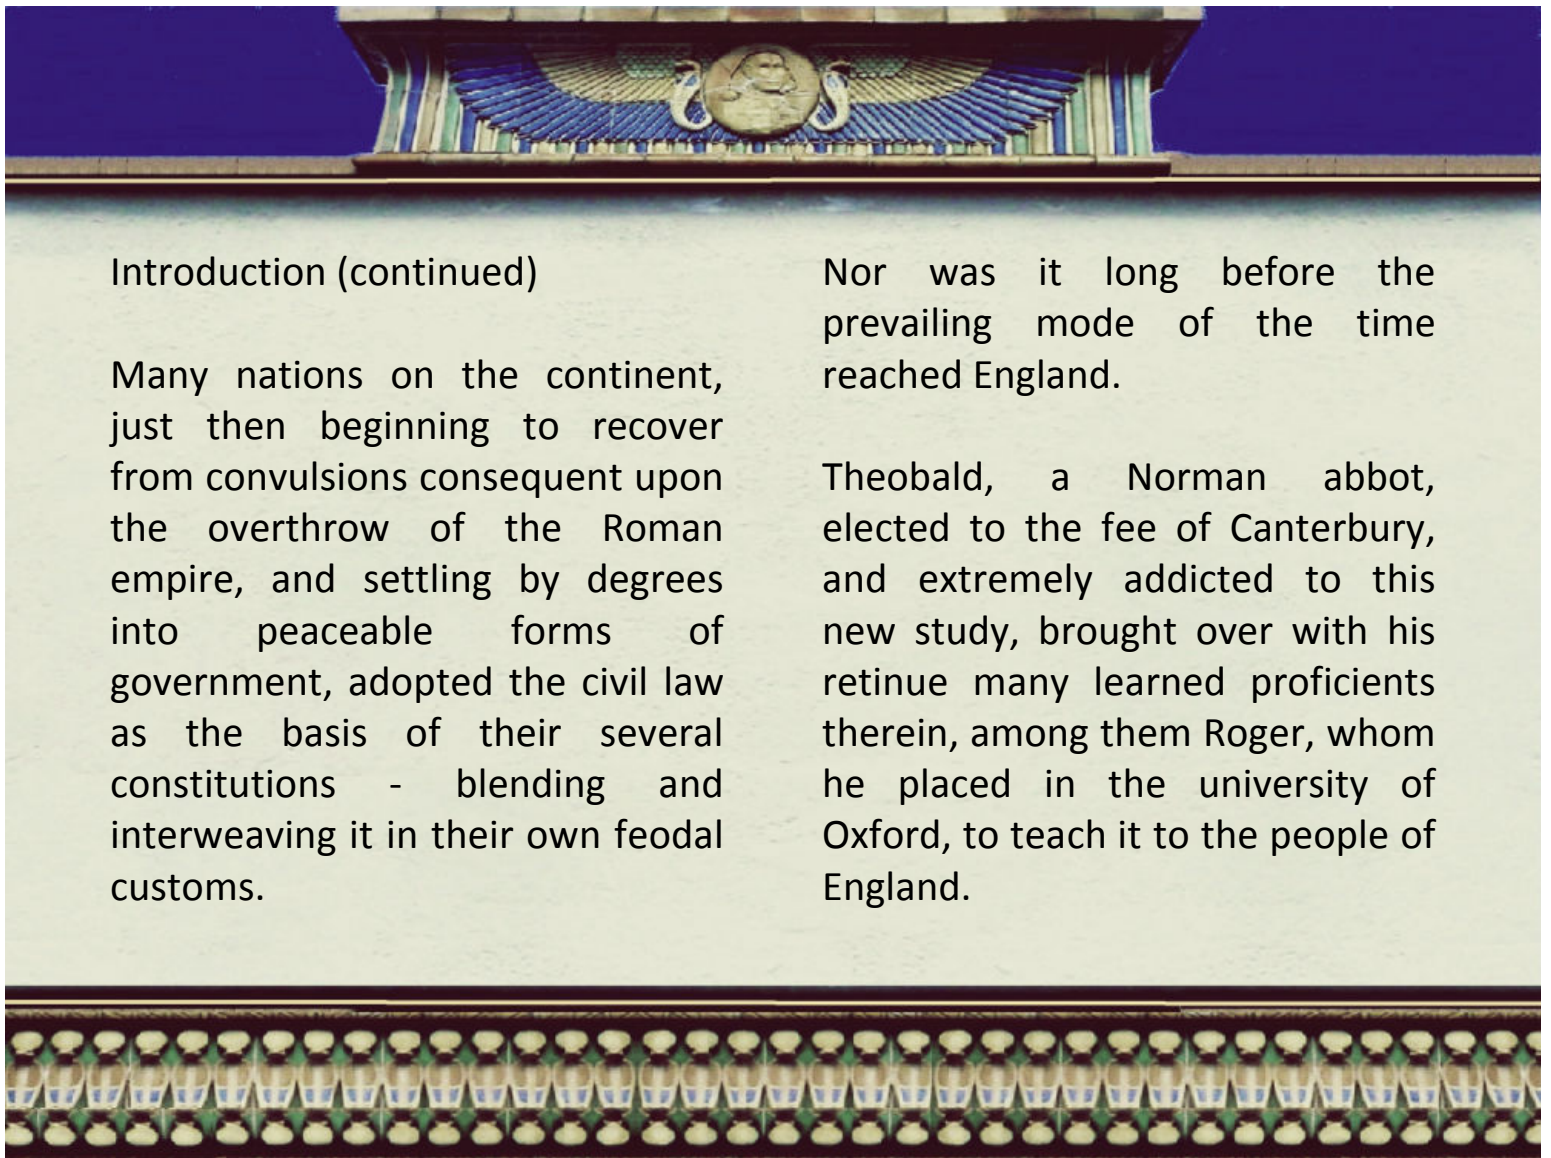 Introduction (continued)
Many nations on the continent,
just then beginning to recover
from convulsions consequent upon
the overthrow of the Roman
empire, and settling by degrees
into peaceable forms of
government, adopted the civil law
as the basis of their several
constitutions - blending and
interweaving it in their own feodal
customs.
Nor was it long before the
prevailing mode of the time
reached England.
Theobald, a Norman abbot,
elected to the fee of Canterbury,
and extremely addicted to this
new study, brought over with his
retinue many learned proficients
therein, among them Roger, whom
he placed in the university of
Oxford, to teach it to the people of
England.